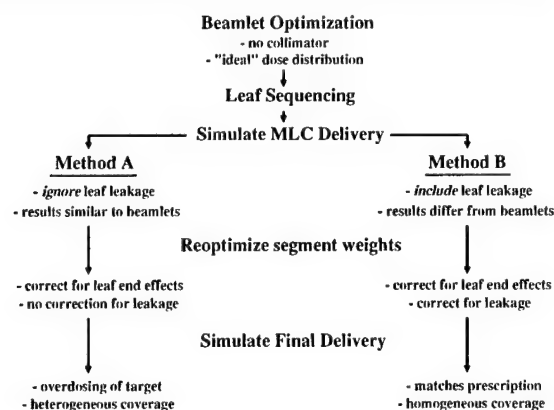 Beamlet Optimization
- no collimator
- "ideal" dose distribution
Leaf Sequencing
Simulate MLC Delivery
Method A
- ignore leaf leakage
- results similar to beamlets
Method B
- include leaf leakage
- results differ from beamlets
Reoptimize segment weights
- correct for leaf end effects
- no correction for leakage
- correct for leaf end effects
- correct for leakage
Simulate Final Delivery
- overdosing of target
- heterogeneous coverage
- matches prescription
- homogeneous coverage